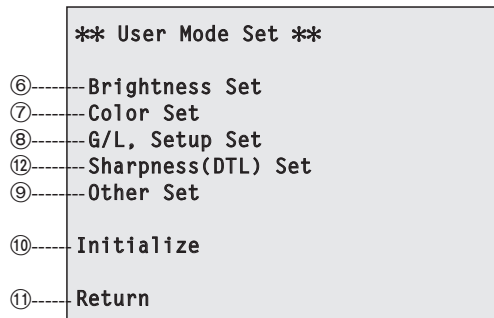 ** User Mode Set **
⑥-------Brightness Set
⑦-------Color Set
⑧-------G/L, Setup Set
⑫-------Sharpness(DTL) Set
⑨-------Other Set
⑩-----Initialize
⑪-----Return